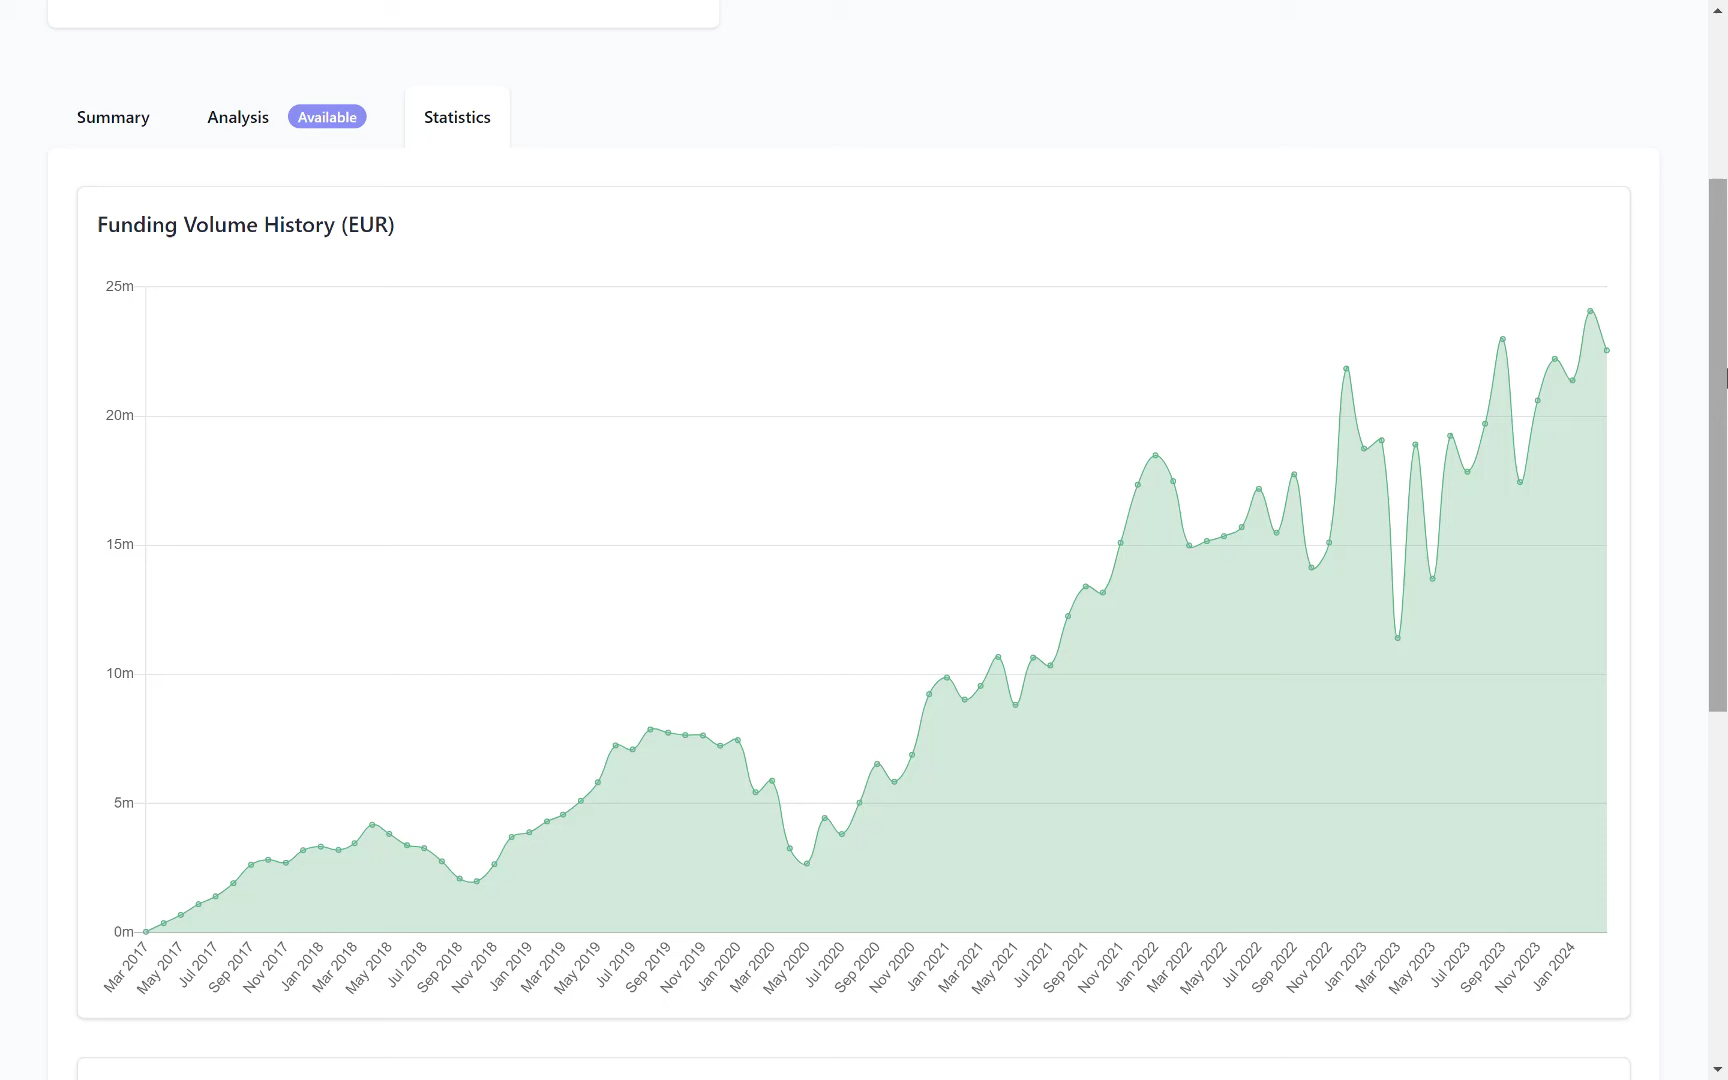 Summary Analysis Available Statistics
Funding Volume History (EUR)
25m
20m
15m
10m
5m
0m
Mar 2017 May 2017 Jul 2017 Sep 2017 Nov 2017 Jan 2018 Mar 2018 May 2018 Jul 2018 Sep 2018 Nov 2018 Jan 2019 Mar 2019 May 2019 Jul 2019 Sep 2019 Nov 2019 Jan 2020 Mar 2020 May 2020 Jul 2020 Sep 2020 Nov 2020 Jan 2021 Mar 2021 May 2021 Jul 2021 Sep 2021 Nov 2021 Jan 2022 Mar 2022 May 2022 Jul 2022 Sep 2022 Nov 2022 Jan 2023 Mar 2023 May 2023 Jul 2023 Sep 2023 Nov 2023 Jan 2024